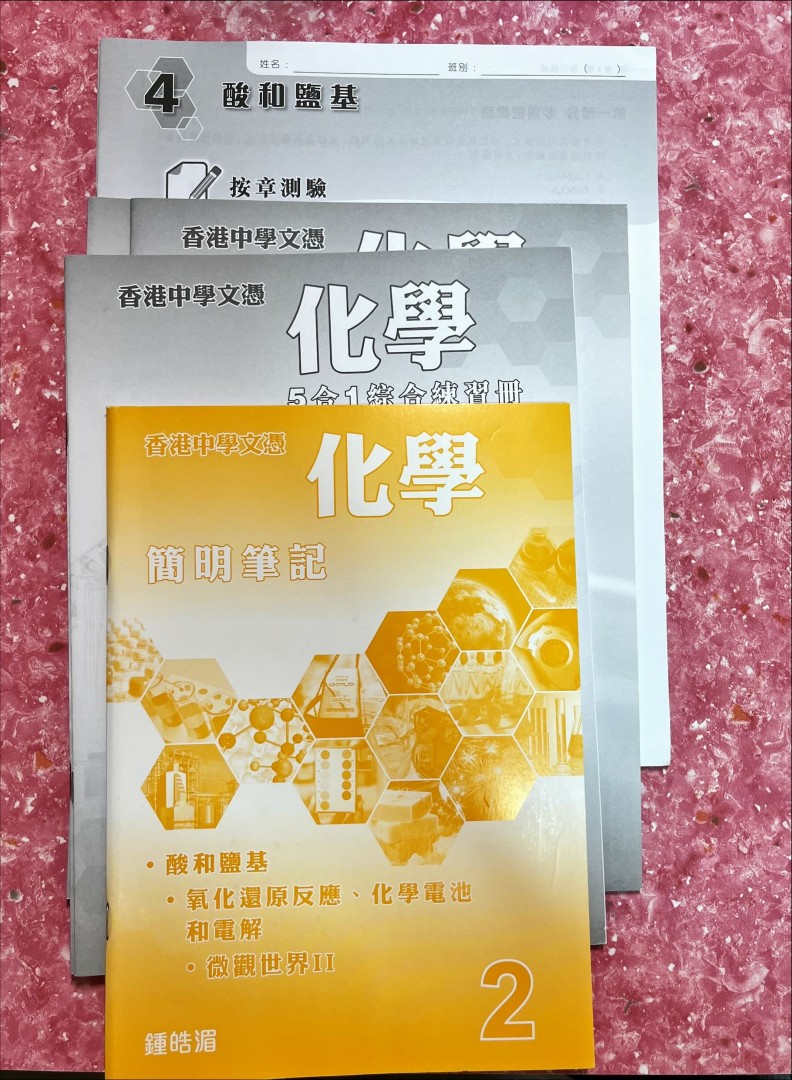 姓名：
班別： （ ）
4 酸和鹽基
按章測驗
香港中學文憑
化學
香港中學文憑
化學
5合1綜合練習冊
香港中學文憑
化學
簡明筆記
• 酸和鹽基
• 氧化還原反應、化學電池
和電解
• 微觀世界II
2
鍾皓湄